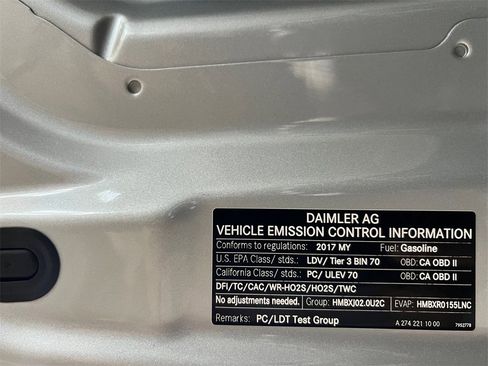 DAIMLER AG
VEHICLE EMISSION CONTROL INFORMATION
Conforms to regulations: 2017 MY Fuel: Gasoline
U.S. EPA Class/ stds.: LDV/ Tier 3 BIN 70 OBD: CA OBD II
California Class/ stds.: PC/ ULEV 70 OBD: CA OBD II
DFI/TC/CAC/WR-HO2S/HO2S/TWC
No adjustments needed. Group: HMBXJ02.0U2C EVAP: HMBXR0155LNC
Remarks: PC/LDT Test Group A 274 221 10 00 7952779